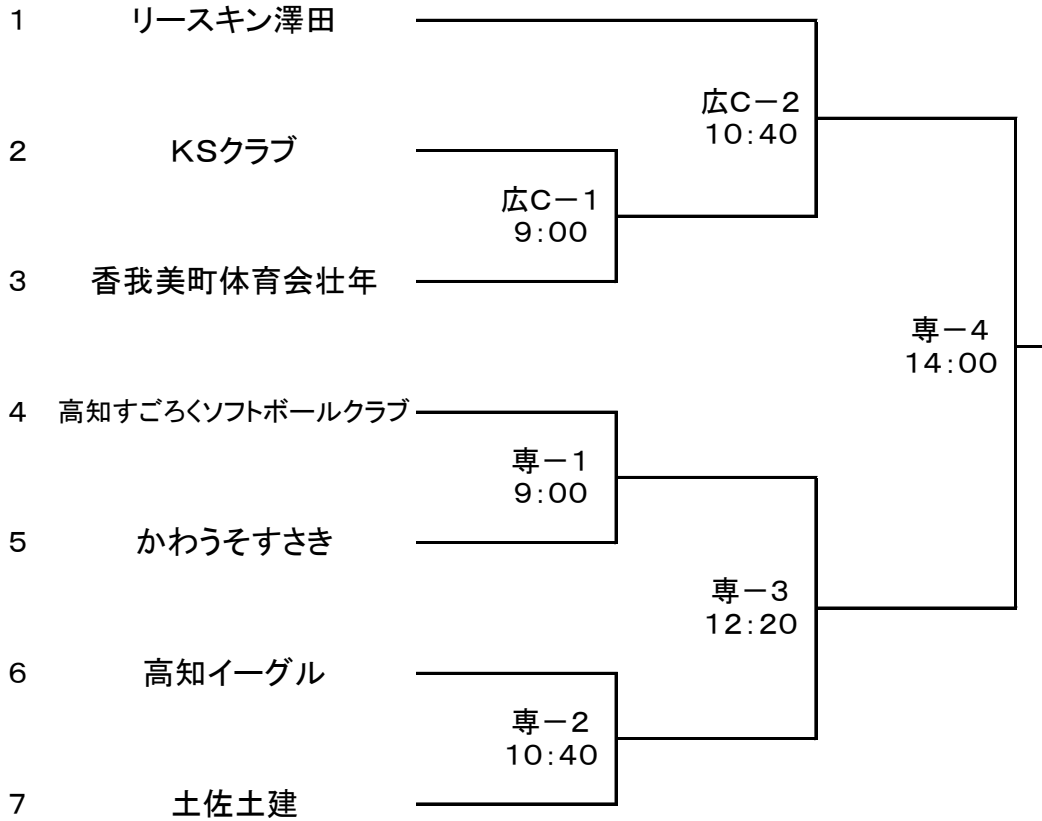 1 リースキン澤田
広C－2
10:40
2 KSクラブ
広C－1
9:00
3 香我美町体育会壮年
専－4
14:00
4 高知すごろくソフトボールクラブ
専－1
9:00
5 かわうそすさき
専－3
12:20
6 高知イーグル
専－2
10:40
7 土佐土建